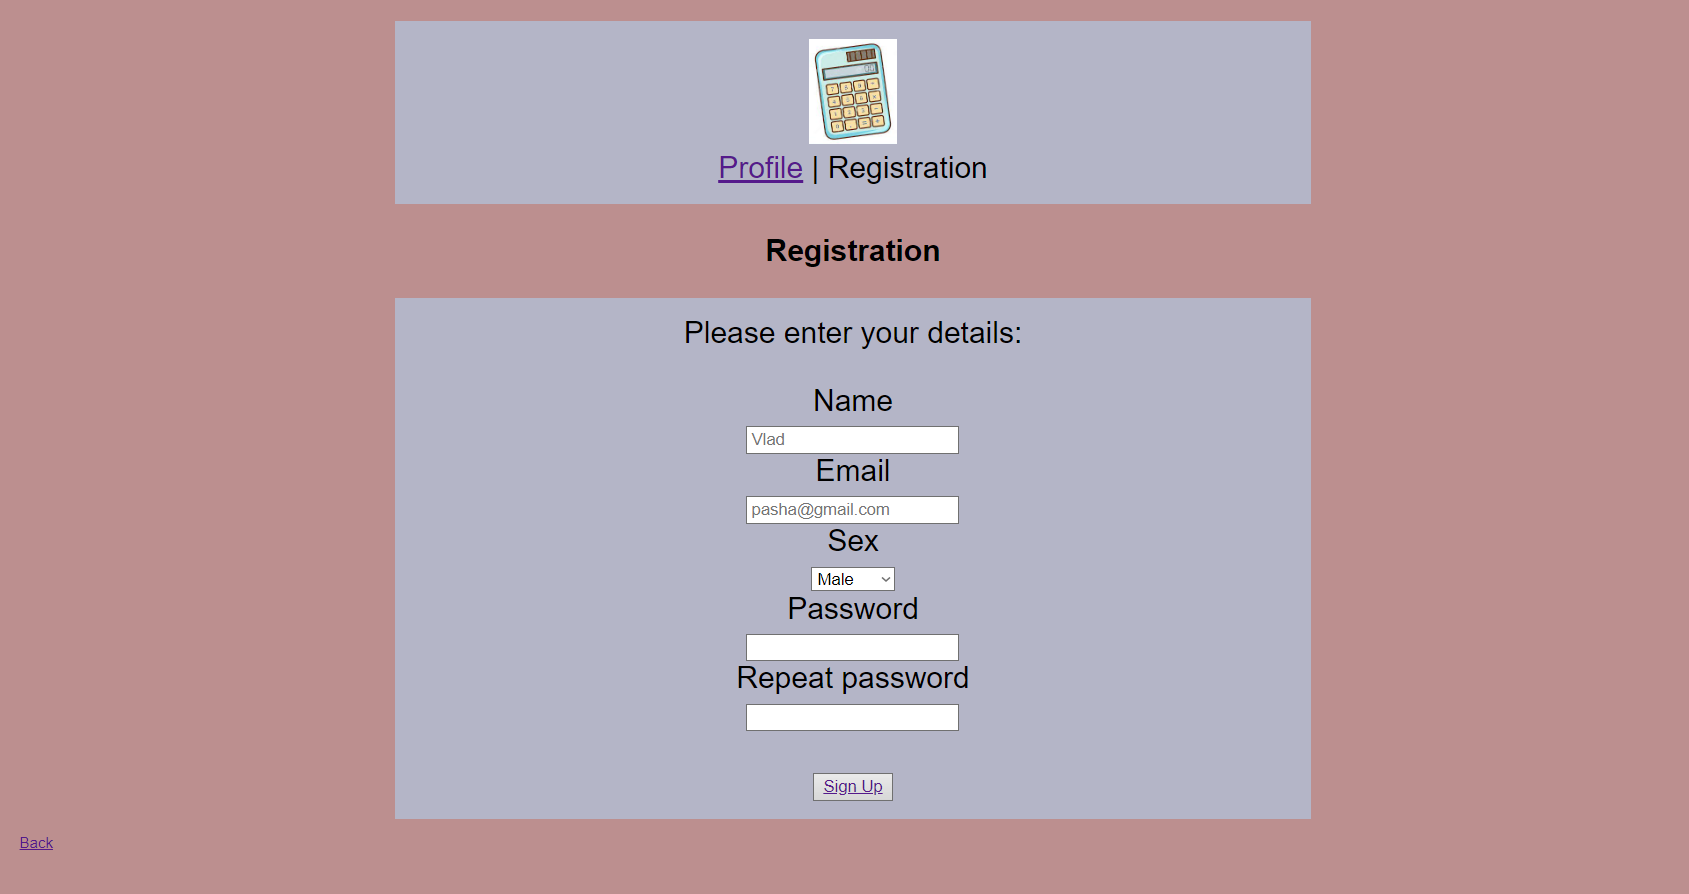 Profile | Registration
Registration
Please enter your details:
Name
Vlad
Email
pasha@gmail.com
Sex
Male
Password
Repeat password
Sign Up
Back